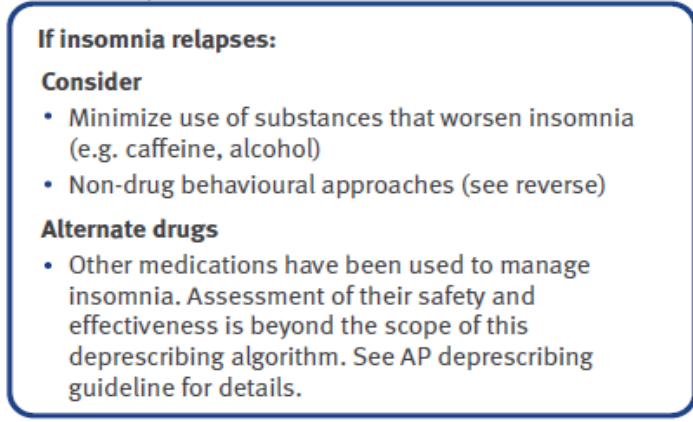 If insomnia relapses:
Consider
• Minimize use of substances that worsen insomnia
(e.g. caffeine, alcohol)
• Non-drug behavioural approaches (see reverse)
Alternate drugs
• Other medications have been used to manage
insomnia. Assessment of their safety and
effectiveness is beyond the scope of this
deprescribing algorithm. See AP deprescribing
guideline for details.